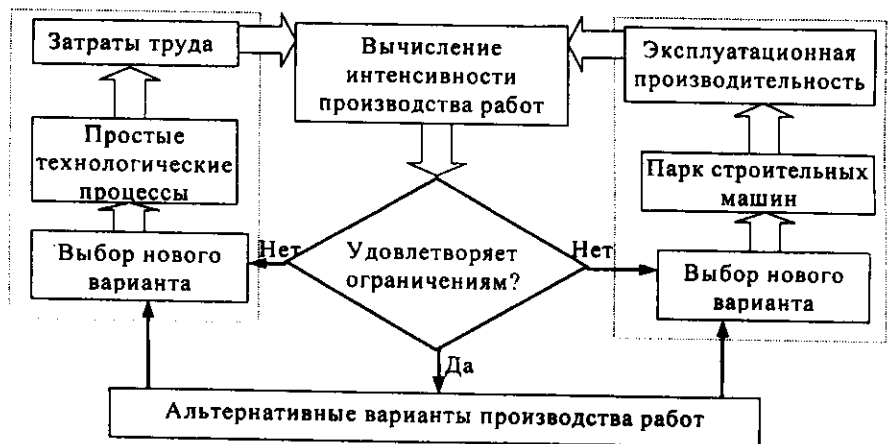 Затраты труда
Вычисление
интенсивности
производства работ
Эксплуатационная
производительность
Простые
технологические
процессы
Парк строительных
машин
Выбор нового
варианта
Нет
Удовлетворяет
ограничениям?
Нет
Выбор нового
варианта
Да
Альтернативные варианты производства работ